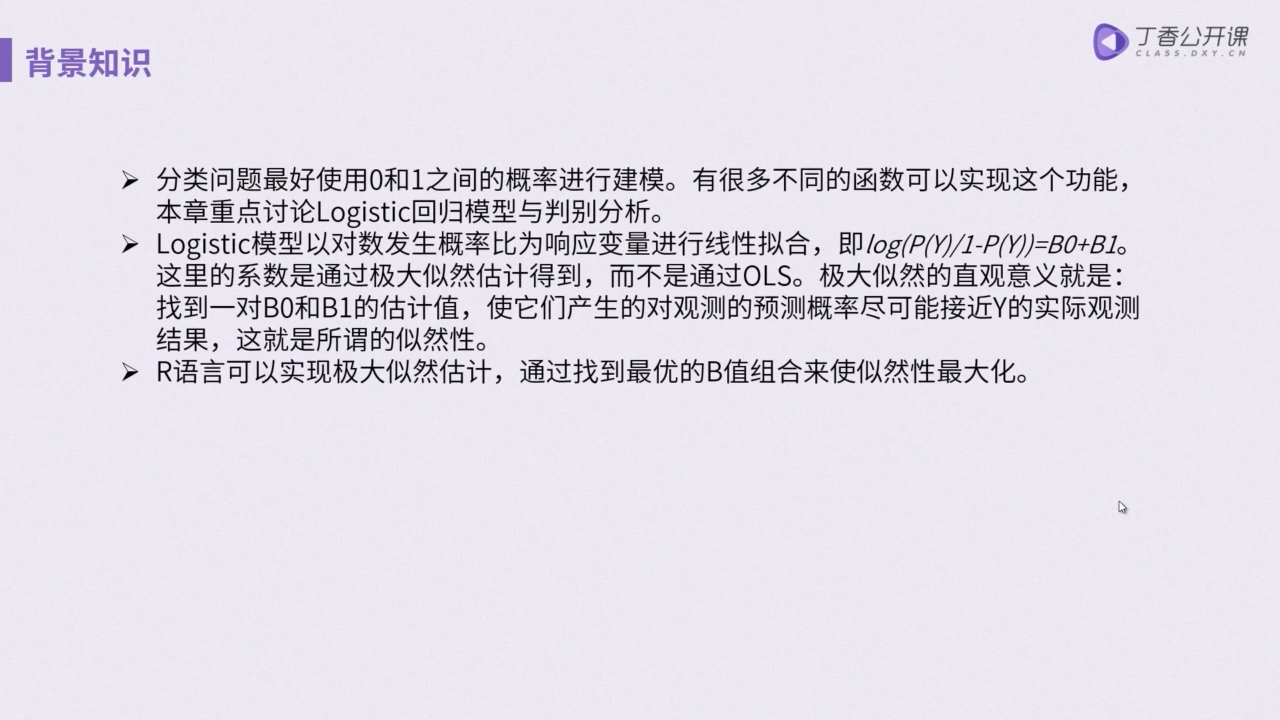 背景知识
丁香公开课
CLASS.DXY.CN
➢ 分类问题最好使用0和1之间的概率进行建模。有很多不同的函数可以实现这个功能，
本章重点讨论Logistic回归模型与判别分析。
➢ Logistic模型以对数发生概率比为响应变量进行线性拟合，即log(P(Y)/1-P(Y))=B0+B1。
这里的系数是通过极大似然估计得到，而不是通过OLS。极大似然的直观意义就是：
找到一对B0和B1的估计值，使它们产生的对观测的预测概率尽可能接近Y的实际观测
结果，这就是所谓的似然性。
➢ R语言可以实现极大似然估计，通过找到最优的B值组合来使似然性最大化。